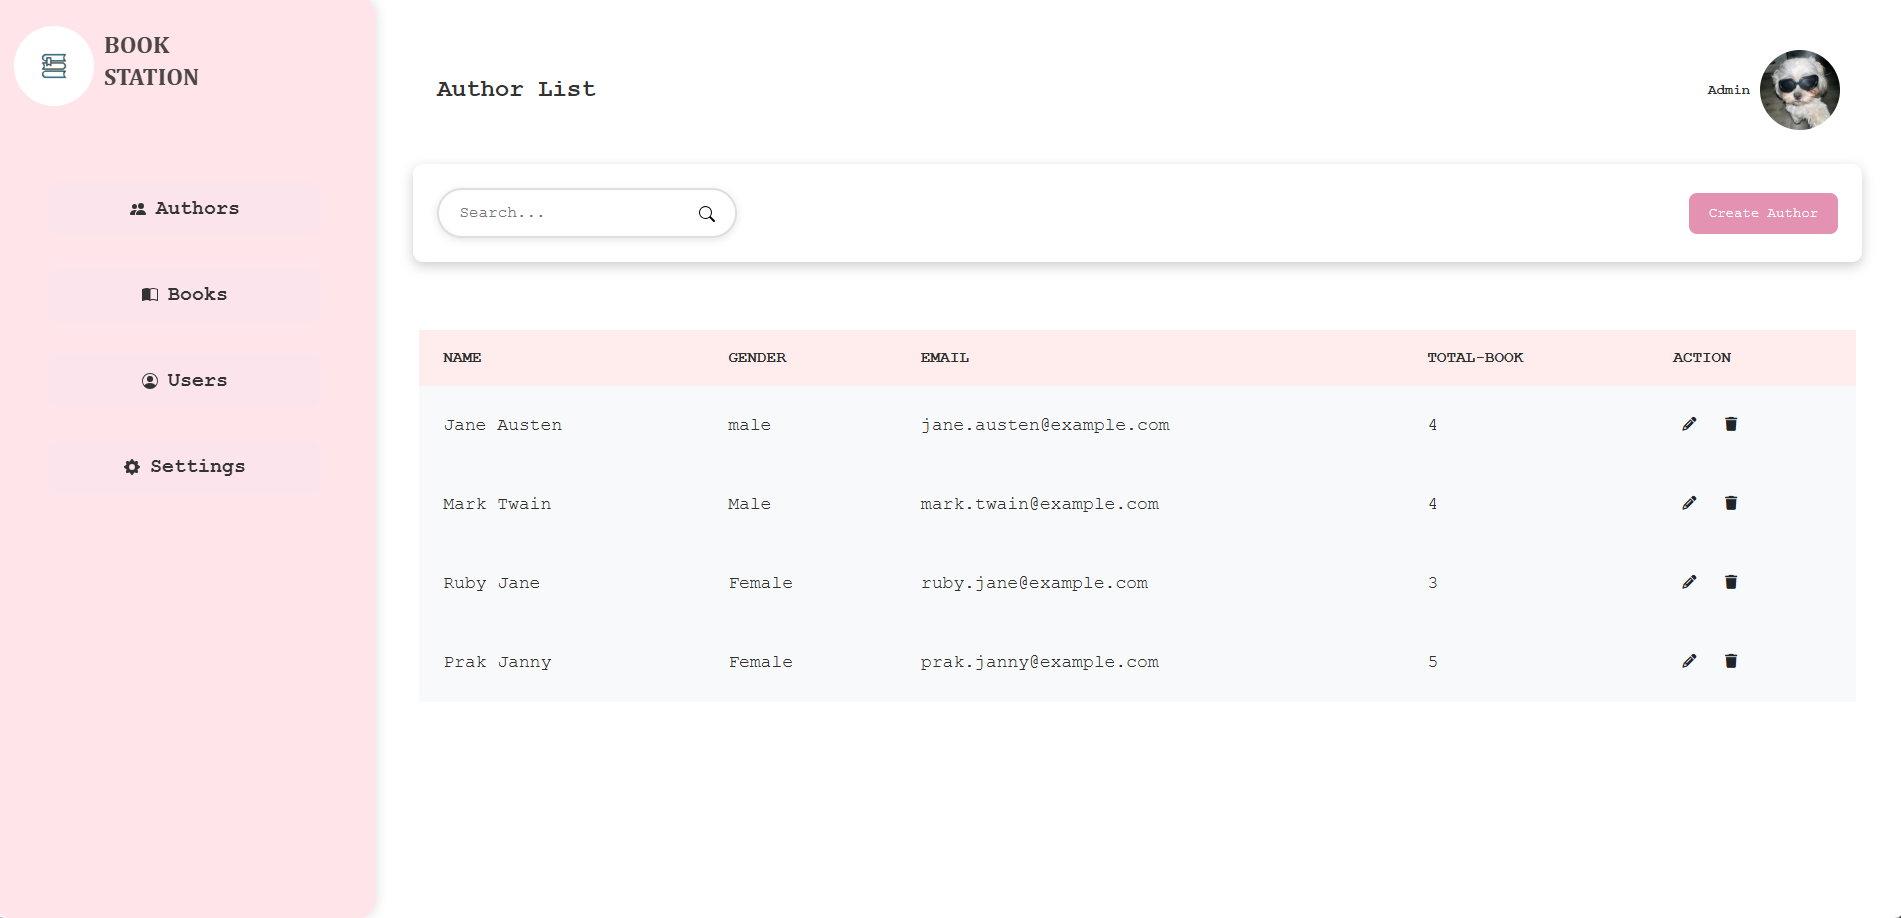 BOOK
STATION
Authors
Books
Users
Settings
Author List
Admin
Search...
Create Author
NAME GENDER EMAIL TOTAL-BOOK ACTION
Jane Austen male jane.austen@example.com 4
Mark Twain Male mark.twain@example.com 4
Ruby Jane Female ruby.jane@example.com 3
Prak Janny Female prak.janny@example.com 5